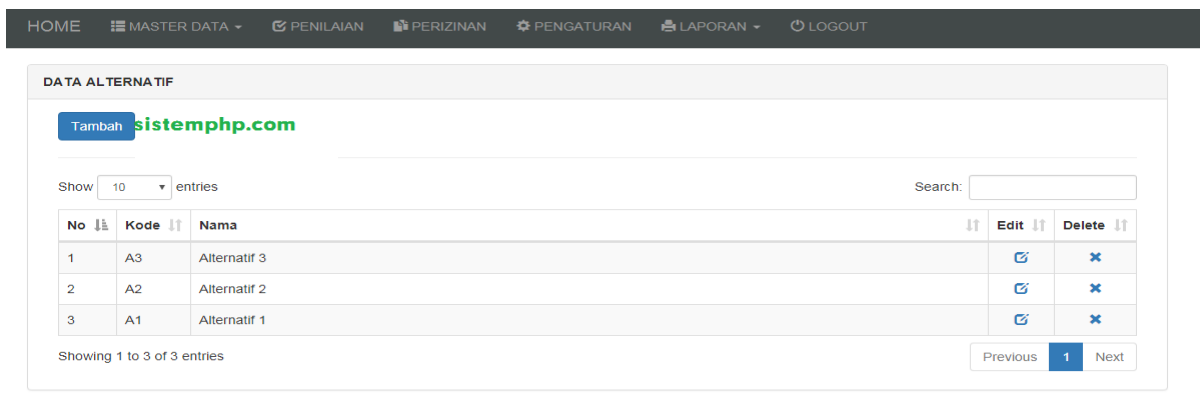 HOME MASTER DATA PENILAIAN PERIZINAN PENGATURAN LAPORAN LOGOUT
DATA ALTERNATIF
Tambah sistemphp.com
Show 10 entries Search:
No Kode Nama Edit Delete
1 A3 Alternatif 3
2 A2 Alternatif 2
3 A1 Alternatif 1
Showing 1 to 3 of 3 entries Previous 1 Next